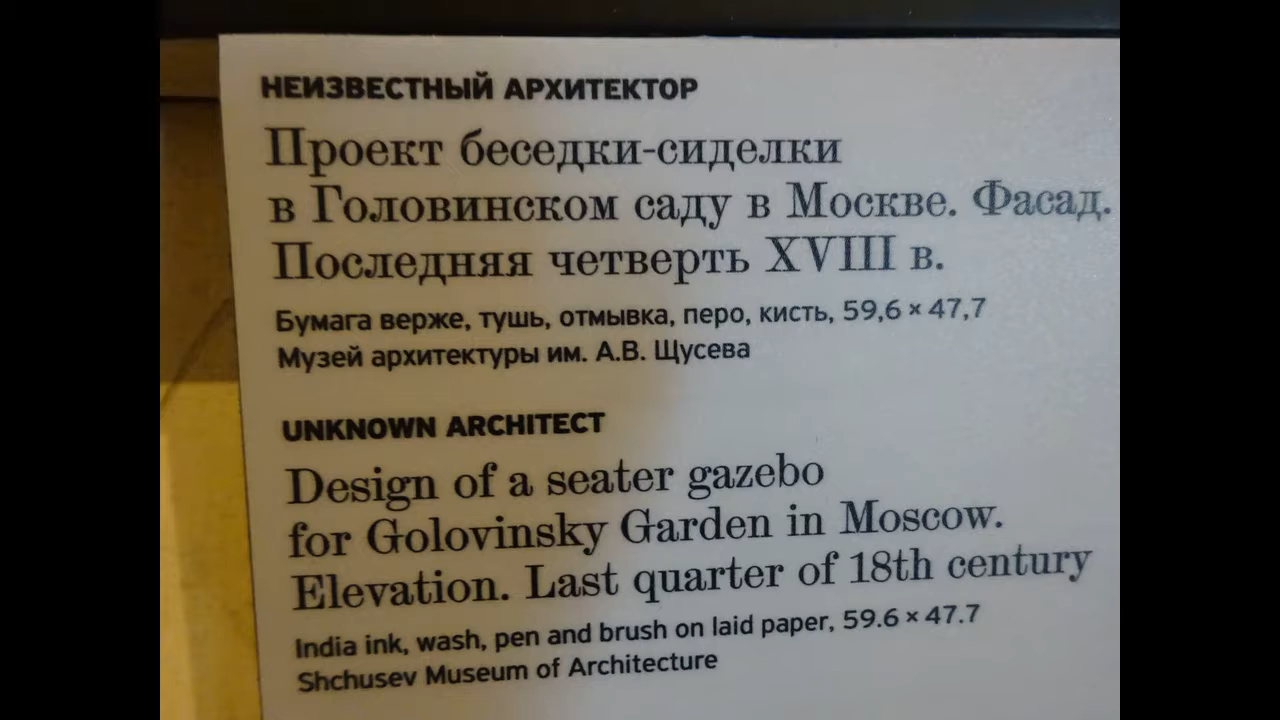 НЕИЗВЕСТНЫЙ АРХИТЕКТОР
Проект беседки-сиделки
в Головинском саду в Москве. Фасад.
Последняя четверть XVIII в.
Бумага верже, тушь, отмывка, перо, кисть, 59,6 × 47,7
Музей архитектуры им. А.В. Щусева
UNKNOWN ARCHITECT
Design of a seater gazebo
for Golovinsky Garden in Moscow.
Elevation. Last quarter of 18th century
India ink, wash, pen and brush on laid paper, 59.6 × 47.7
Shchusev Museum of Architecture